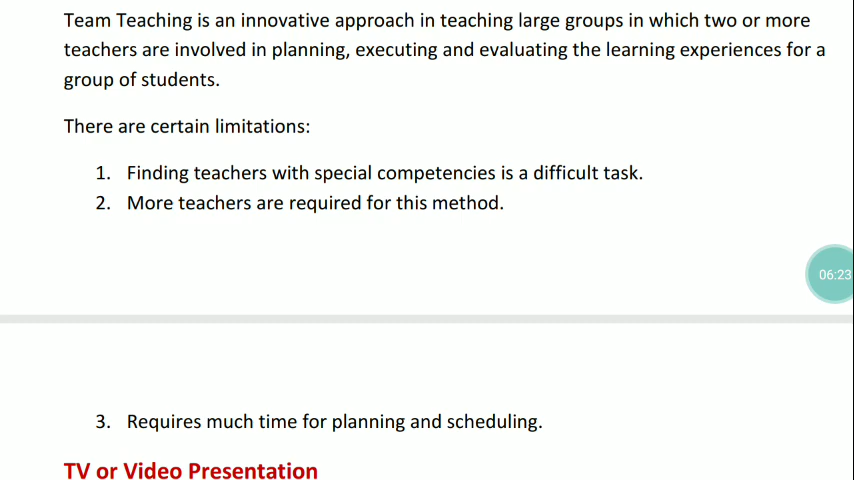 Team Teaching is an innovative approach in teaching large groups in which two or more
teachers are involved in planning, executing and evaluating the learning experiences for a
group of students.
There are certain limitations:
1. Finding teachers with special competencies is a difficult task.
2. More teachers are required for this method.
06:23
3. Requires much time for planning and scheduling.
TV or Video Presentation